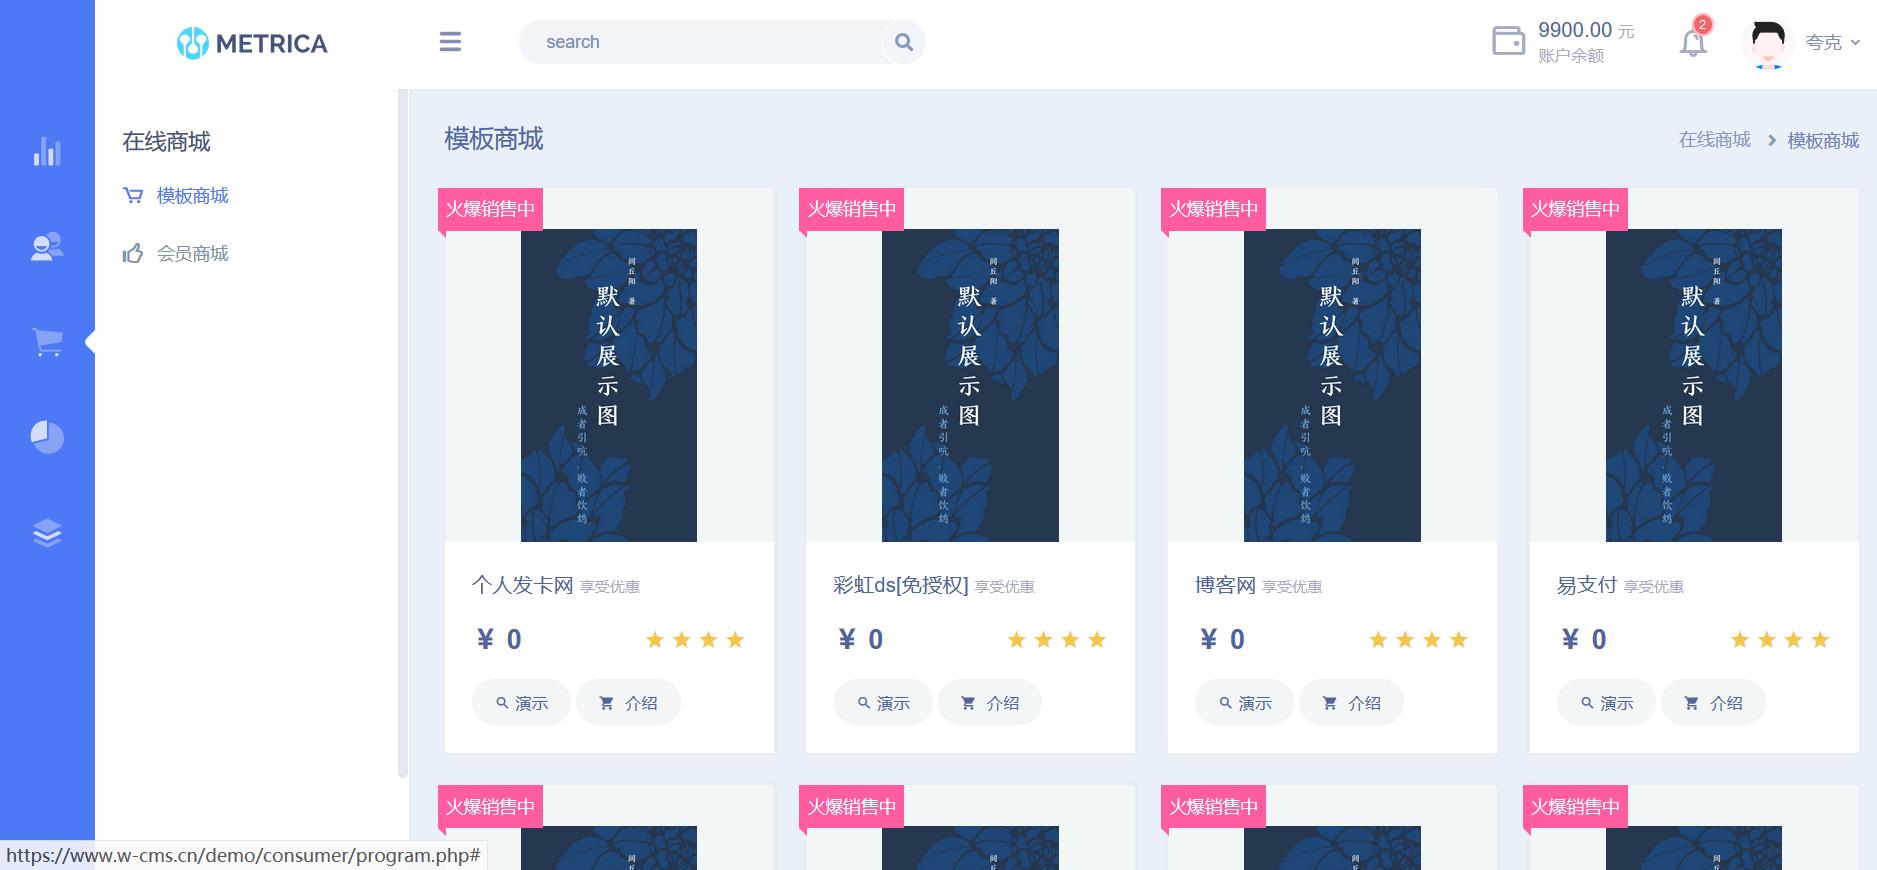 METRICA
search
9900.00 元
账户余额
2
夸克
在线商城
模板商城
会员商城
模板商城
在线商城 > 模板商城
火爆销售中
闾丘阳 著
默认展示图
成者引吭.败者饮鸩
个人发卡网 享受优惠
¥ 0
演示
介绍
火爆销售中
闾丘阳 著
默认展示图
成者引吭.败者饮鸩
彩虹ds[免授权] 享受优惠
¥ 0
演示
介绍
火爆销售中
闾丘阳 著
默认展示图
成者引吭.败者饮鸩
博客网 享受优惠
¥ 0
演示
介绍
火爆销售中
闾丘阳 著
默认展示图
成者引吭.败者饮鸩
易支付 享受优惠
¥ 0
演示
介绍
火爆销售中
火爆销售中
火爆销售中
火爆销售中
https://www.w-cms.cn/demo/consumer/program.php#